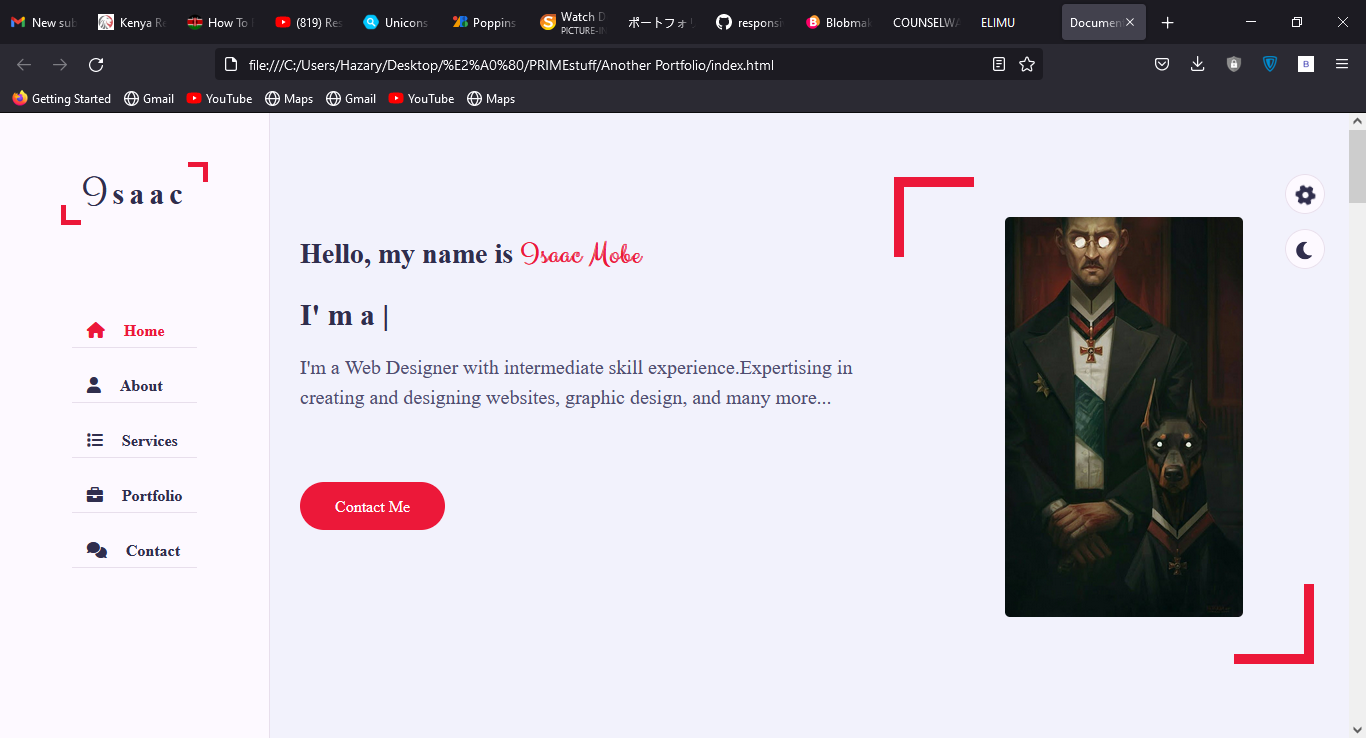 New sub
Kenya Re
How To
(819) Res
Unicons
Poppins
Watch D
PICTURE-IN
ポートフォリ
responsi
Blobmak
COUNSELWA
ELIMU
Documen
file:///C:/Users/Hazary/Desktop/%E2%A0%80/PRIMEstuff/Another Portfolio/index.html
Getting Started
Gmail
YouTube
Maps
Gmail
YouTube
Maps
Isaac
Home
About
Services
Portfolio
Contact
Hello, my name is Isaac Mobe
I' m a |
I'm a Web Designer with intermediate skill experience.Expertising in
creating and designing websites, graphic design, and many more...
Contact Me